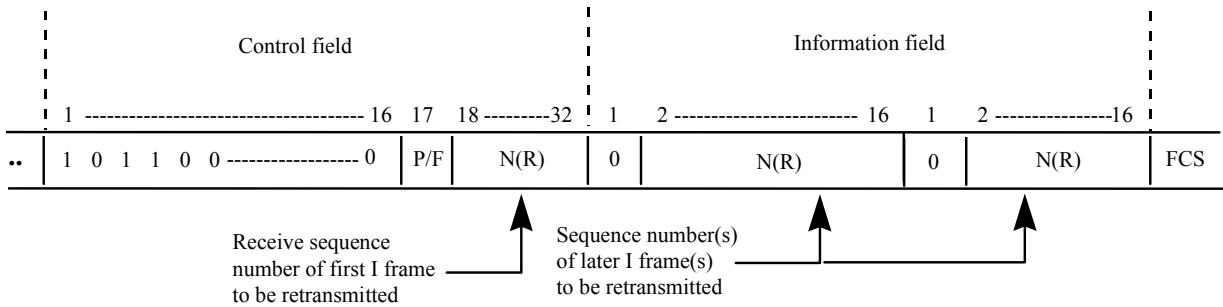 Control field Information field
1 ------------------------------------ 16 17 18 ---------32 1 2 ------------------------ 16 1 2 ----------------16
.. 1 0 1 1 0 0------------------- 0 P/F N(R) 0 N(R) 0 N(R) FCS
Receive sequence
number of first I frame
to be retransmitted
Sequence number(s)
of later I frame(s)
to be retransmitted